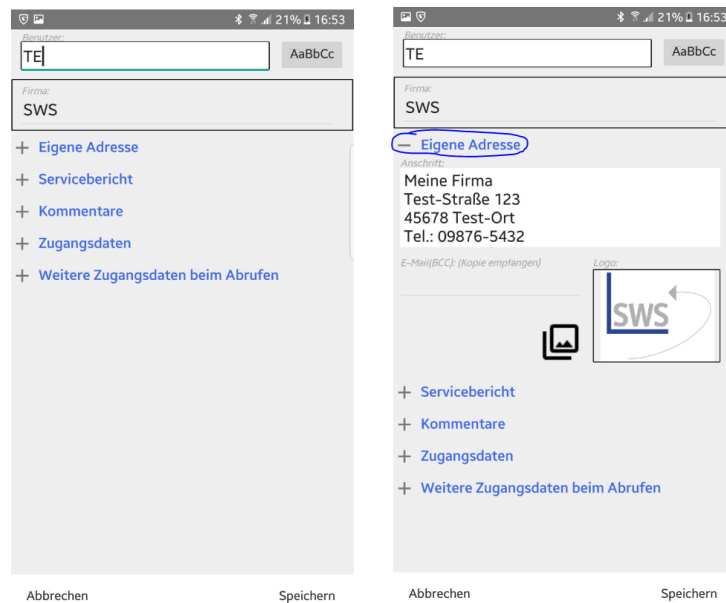 21% 16:53
Benutzer:
TE
AaBbCc
Firma:
SWS
+ Eigene Adresse
+ Servicebericht
+ Kommentare
+ Zugangsdaten
+ Weitere Zugangsdaten beim Abrufen
Abbrechen
Speichern
21% 16:53
Benutzer:
TE
AaBbCc
Firma:
SWS
— Eigene Adresse
Anschrift:
Meine Firma
Test-Straße 123
45678 Test-Ort
Tel.: 09876-5432
E-Mail(BCC): (Kopie empfangen)
Logo:
SWS
+ Servicebericht
+ Kommentare
+ Zugangsdaten
+ Weitere Zugangsdaten beim Abrufen
Abbrechen
Speichern